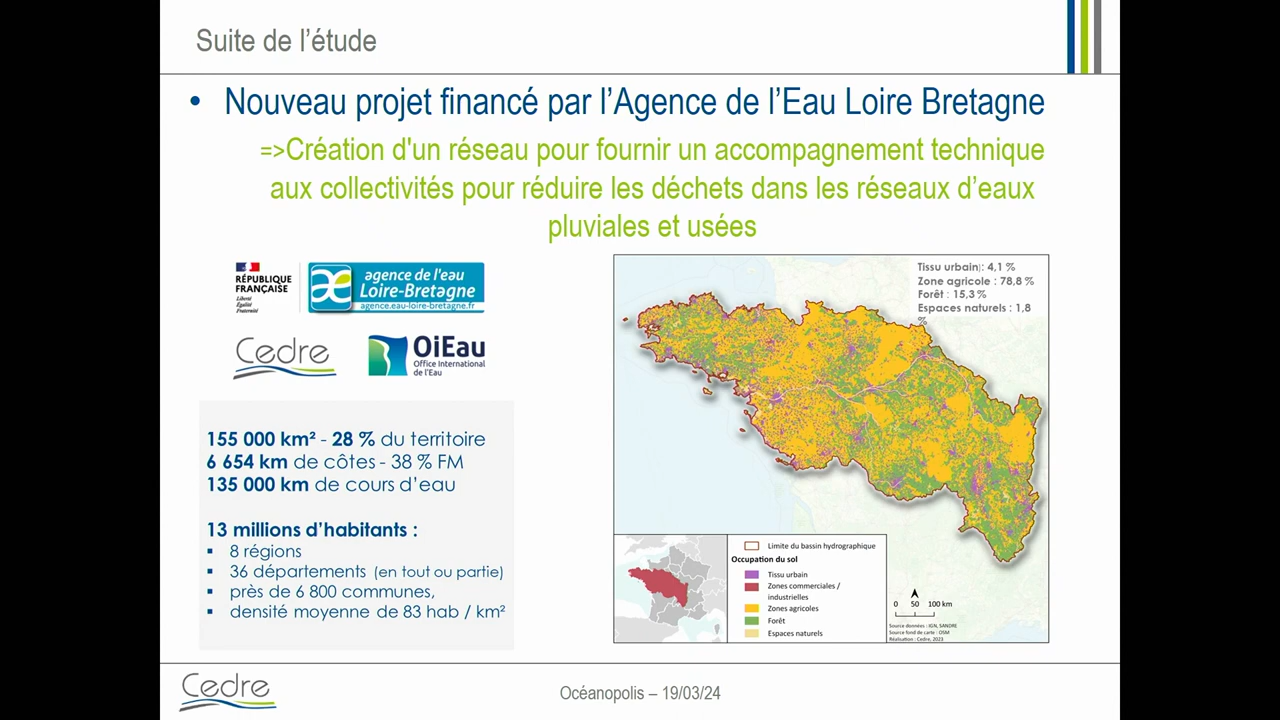 Suite de l'étude
• Nouveau projet financé par l'Agence de l'Eau Loire Bretagne
=>Création d'un réseau pour fournir un accompagnement technique
aux collectivités pour réduire les déchets dans les réseaux d'eaux
pluviales et usées
RÉPUBLIQUE
FRANÇAISE
Liberté
Égalité
Fraternité
agence de l'eau
Loire-Bretagne
agence.eau-loire-bretagne.fr
Cedre
OiEau
Office International
de l'Eau
155 000 km² - 28 % du territoire
6 654 km de côtes - 38 % FM
135 000 km de cours d'eau
13 millions d'habitants :
▪ 8 régions
▪ 36 départements (en tout ou partie)
▪ près de 6 800 communes,
▪ densité moyenne de 83 hab / km²
Tissu urbain : 4,1 %
Zone agricole : 78,8 %
Forêt : 15,3 %
Espaces naturels : 1,8
%
Limite du bassin hydrographique
Occupation du sol
Tissu urbain
Zones commerciales /
industrielles
Zones agricoles
Forêt
Espaces naturels
0 50 100 km
Source données : IGN, SANDRE
Source fond de carte : OSM
Réalisation : Cedre, 2023
Cedre
Océanopolis – 19/03/24